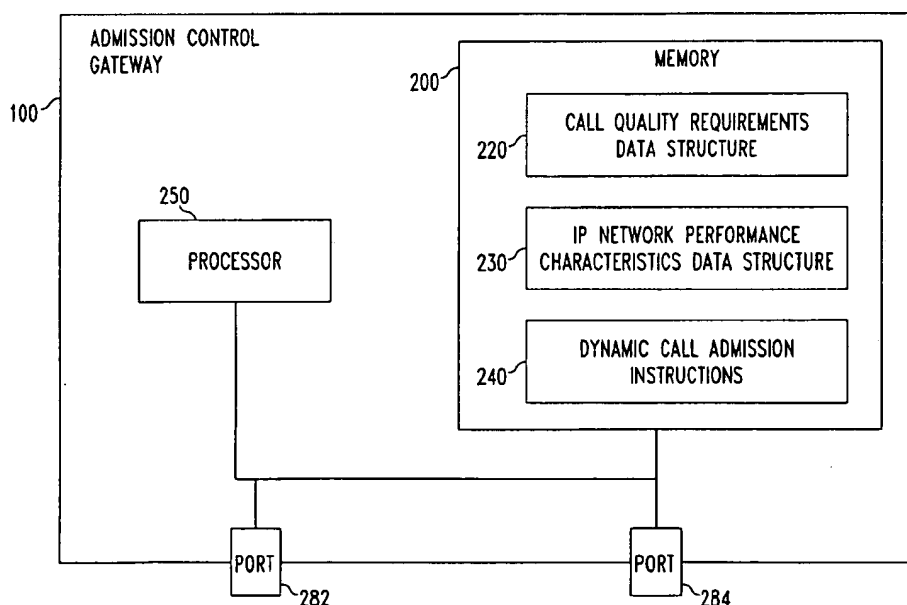 ADMISSION CONTROL
GATEWAY
100
200
MEMORY
220
CALL QUALITY REQUIREMENTS
DATA STRUCTURE
250
PROCESSOR
230
IP NETWORK PERFORMANCE
CHARACTERISTICS DATA STRUCTURE
240
DYNAMIC CALL ADMISSION
INSTRUCTIONS
PORT
282
PORT
284